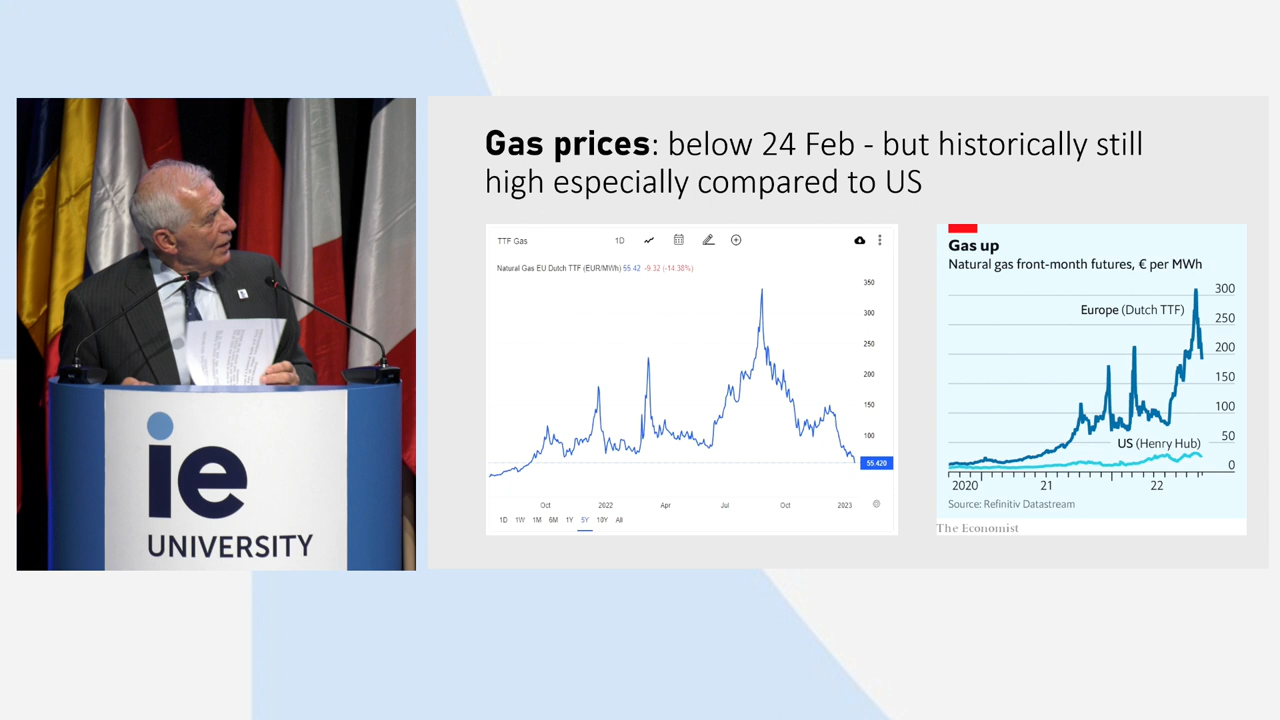 Gas prices: below 24 Feb - but historically still
high especially compared to US
TTF Gas
1D
Natural Gas EU Dutch TTF (EUR/MWh) 55.42 -9.32 (-14.38%)
350
300
250
200
150
100
55.420
Oct
2022
Apr
Jul
Oct
2023
1D 1W 1M 6M 1Y 5Y 10Y All
Gas up
Natural gas front-month futures, € per MWh
300
Europe (Dutch TTF)
250
200
150
100
US (Henry Hub)
50
0
2020
21
22
Source: Refinitiv Datastream
The Economist
ie
UNIVERSITY